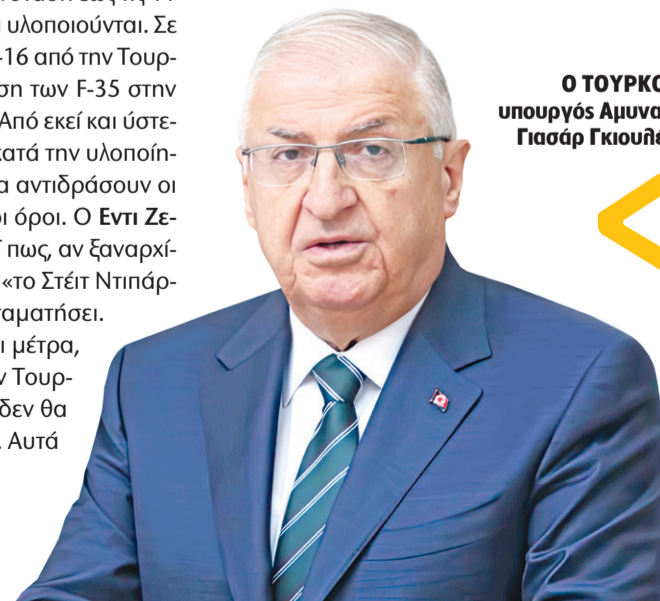 υλοποιούνται. Σε
-16 από την Τουρ-
ση των F-35 στην
Από εκεί και ύστε-
κατά την υλοποίη-
α αντιδράσουν οι
οι όροι. Ο Εντι Ζε-
πως, αν ξαναρχί-
«το Στέιτ Ντιπάρ-
ταματήσει.
ι μέτρα,
ν Τουρ-
δεν θα
. Αυτά
Ο ΤΟΥΡΚΟ
υπουργός Αμυνα
Γιασάρ Γκιουλέ